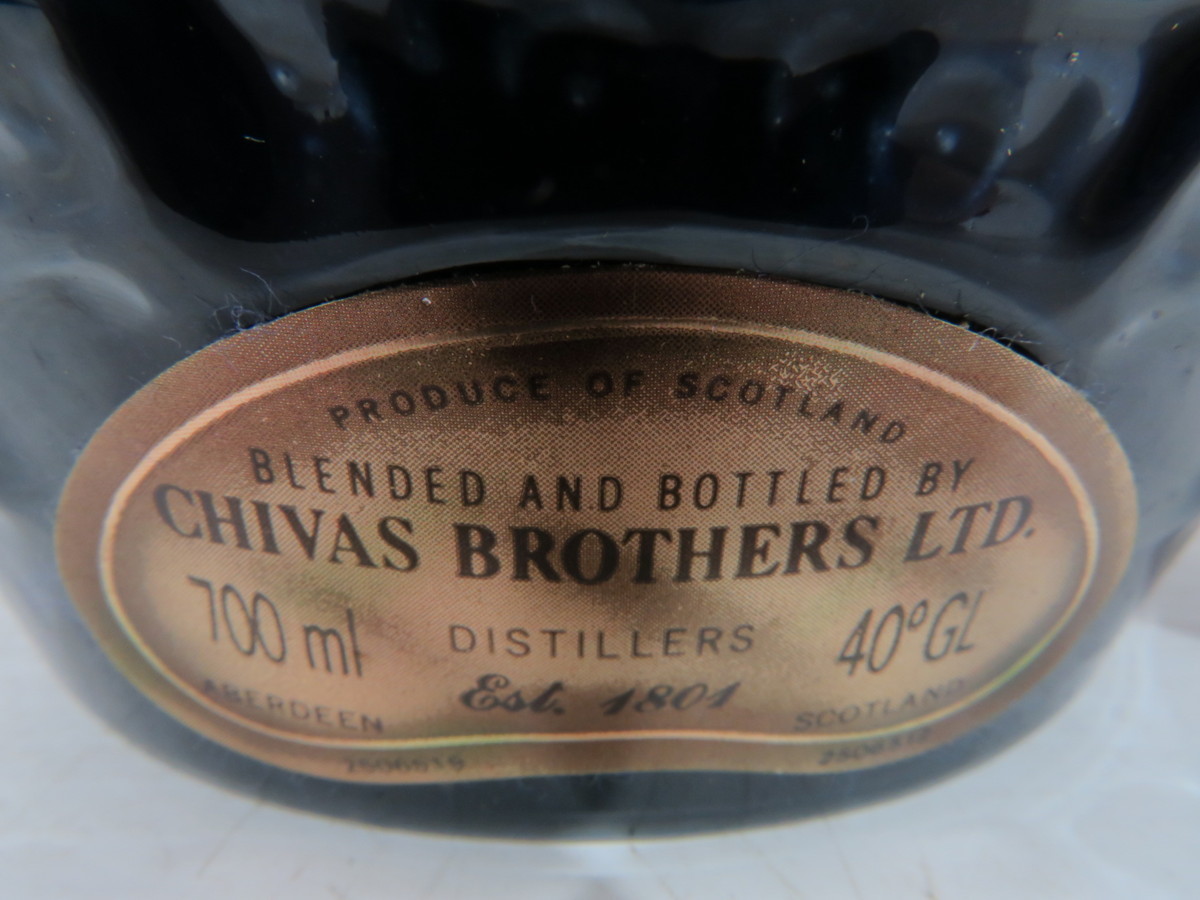 PRODUCE OF SCOTLAND
BLENDED AND BOTTLED BY
CHIVAS BROTHERS LTD.
700 ml
DISTILLERS
40°GL
Est. 1801
ABERDEEN
SCOTLAND